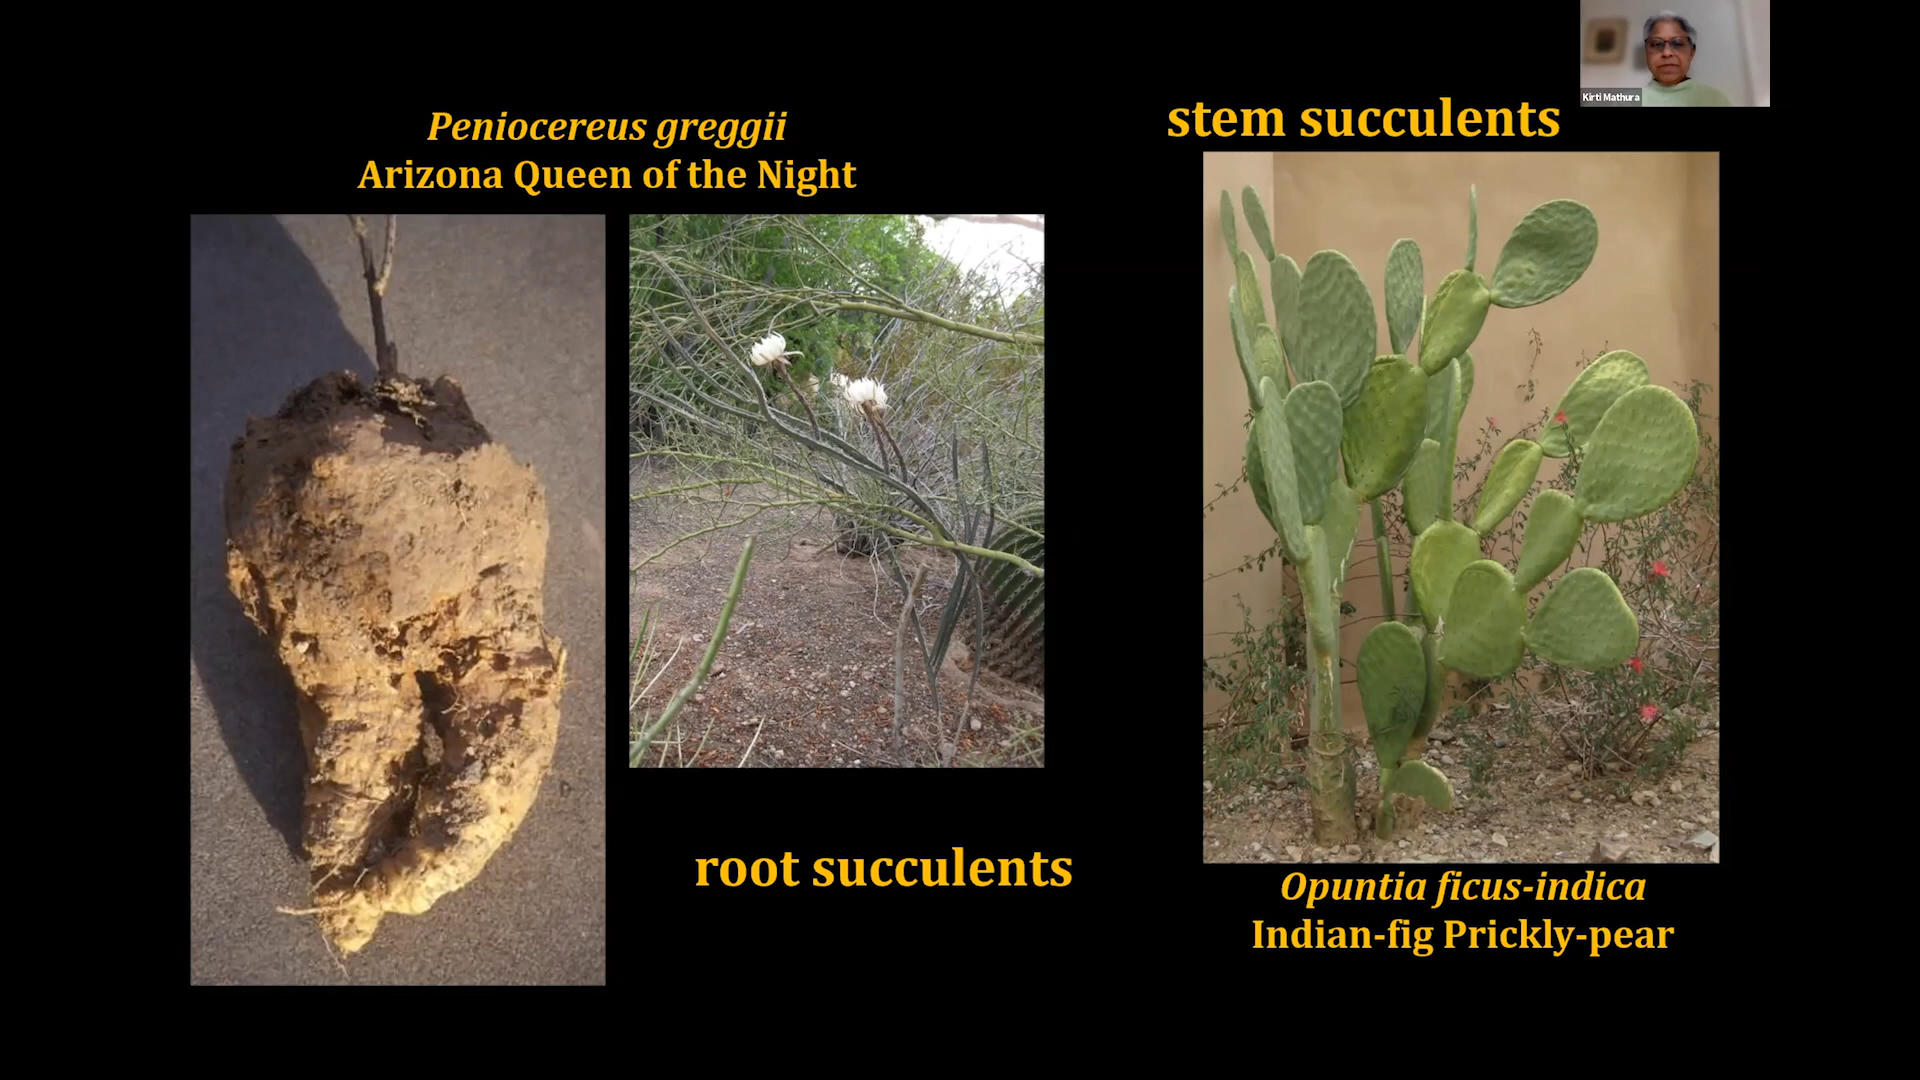 Kirti Mathura
Peniocereus greggii
Arizona Queen of the Night
root succulents
stem succulents
Opuntia ficus-indica
Indian-fig Prickly-pear